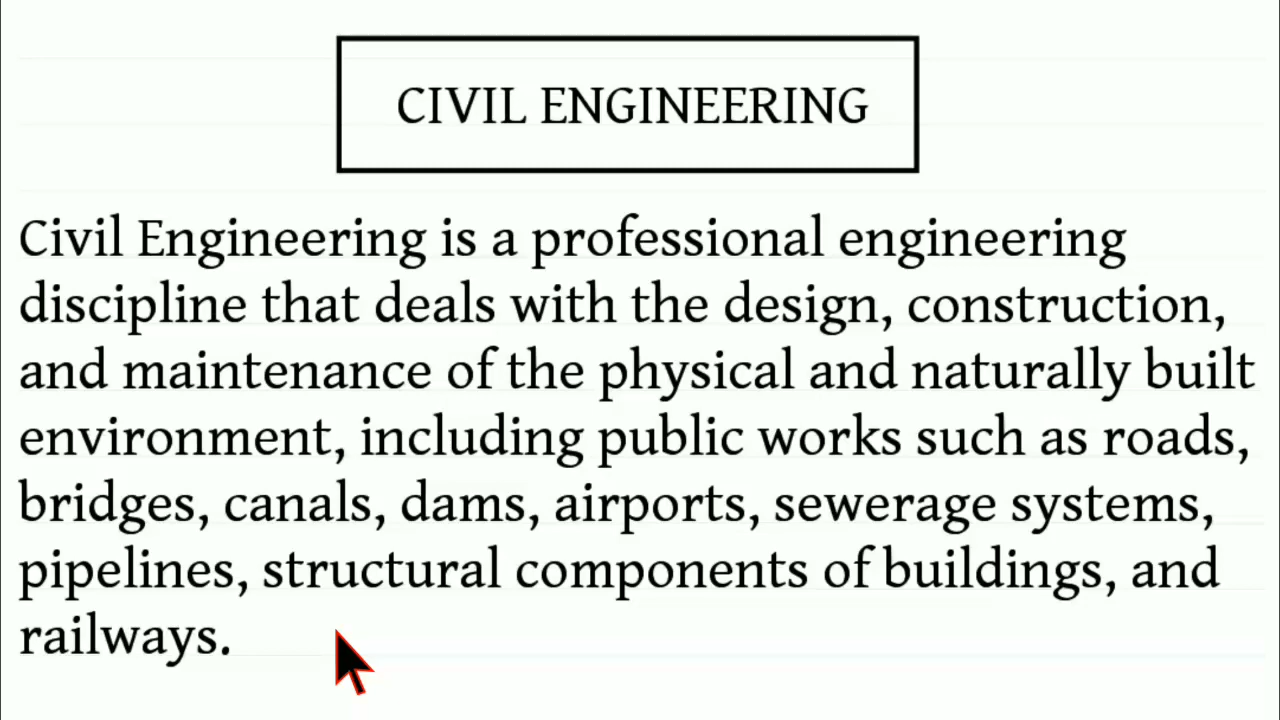 CIVIL ENGINEERING
Civil Engineering is a professional engineering
discipline that deals with the design, construction,
and maintenance of the physical and naturally built
environment, including public works such as roads,
bridges, canals, dams, airports, sewerage systems,
pipelines, structural components of buildings, and
railways.